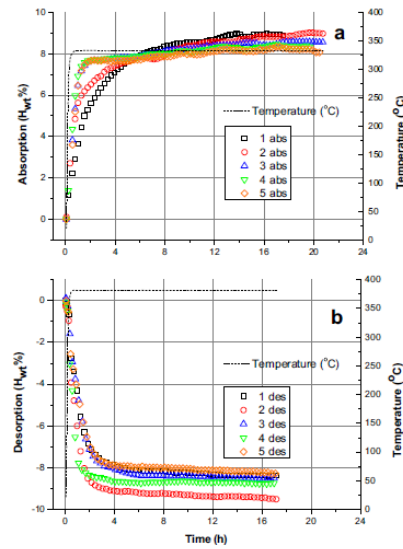 10
8
6
4
2
0
Absorption (H_wt%)
a
Temperature (°C)
1 abs
2 abs
3 abs
4 abs
5 abs
400
350
300
250
200
150
100
50
0
Temperature (°C)
0 4 8 12 16 20 24
0
-2
-4
-6
-8
-10
Desorption (H_wt%)
b
Temperature (°C)
1 des
2 des
3 des
4 des
5 des
400
350
300
250
200
150
100
50
0
Temperature (°C)
0 4 8 12 16 20 24
Time (h)